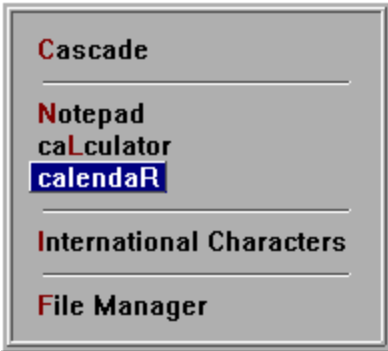 Cascade
Notepad
caLculator
calendaR
International Characters
File Manager